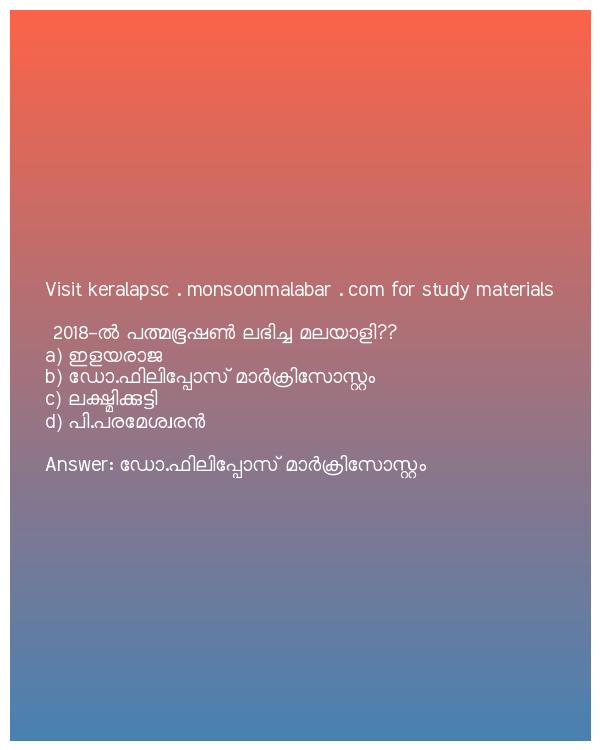 Visit keralapsc . monsoonmalabar . com for study materials
2018-ൽ പത്മഭൂഷൺ ലഭിച്ച മലയാളി??
a) ഇളയരാജ
b) ഡോ.ഫിലിപ്പോസ് മാർക്രിസോസ്റ്റം
c) ലക്ഷ്മിക്കുട്ടി
d) പി.പരമേശ്വരൻ
Answer: ഡോ.ഫിലിപ്പോസ് മാർക്രിസോസ്റ്റം